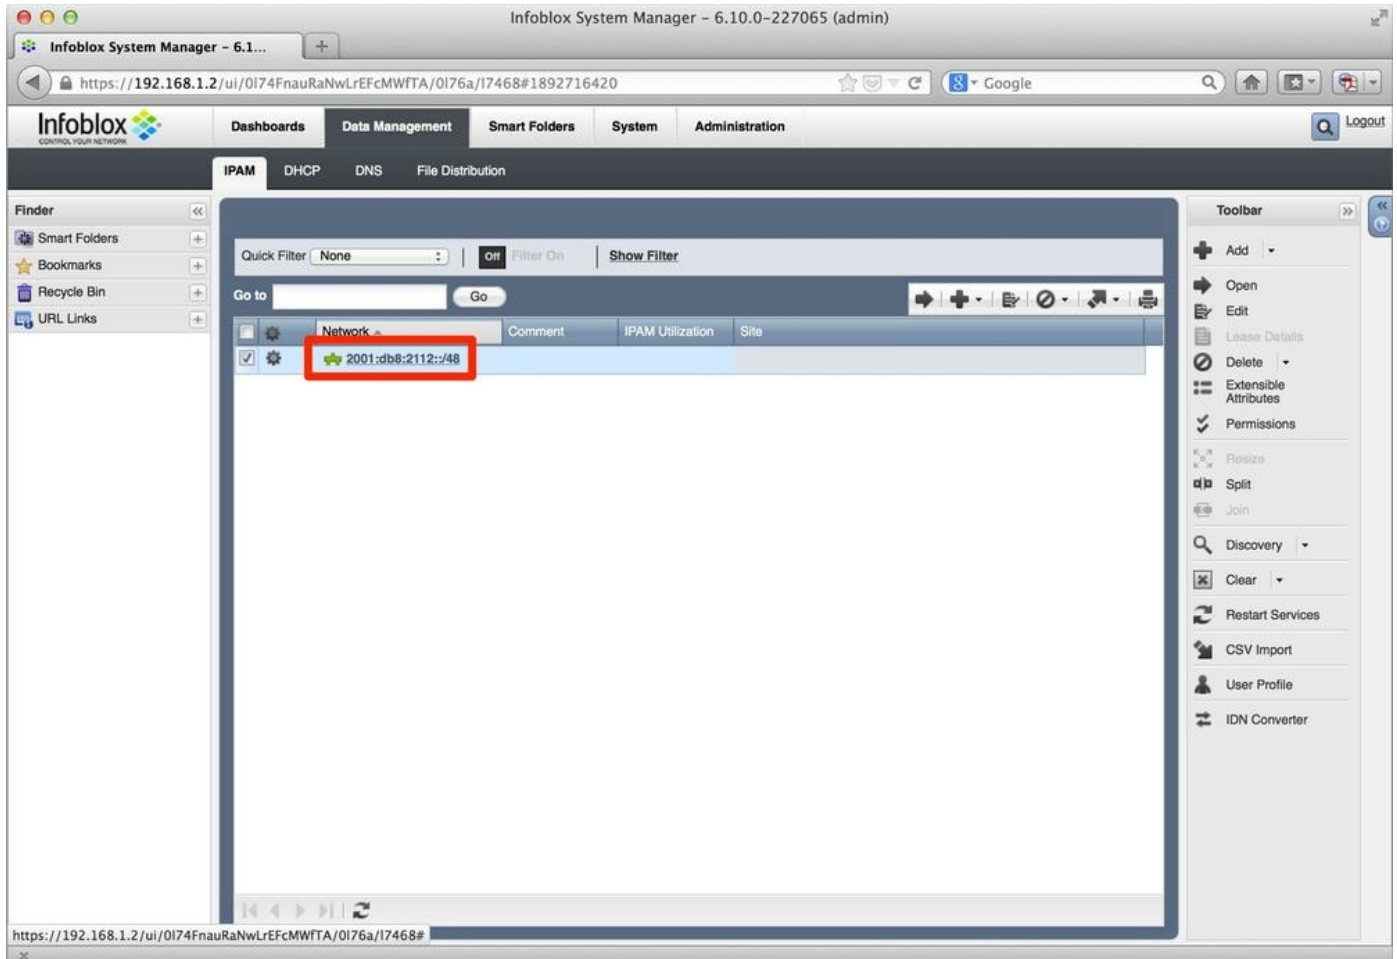 Infoblox System Manager – 6.10.0–227065 (admin)
Infoblox System Manager – 6.1...
https://192.168.1.2/ui/0l74FnauRaNwLrEFcMWfTA/0l76a/l7468#1892716420
Google
Infoblox
CONTROL YOUR NETWORK
Dashboards Data Management Smart Folders System Administration
Logout
IPAM DHCP DNS File Distribution
Finder
Smart Folders
Bookmarks
Recycle Bin
URL Links
Quick Filter None Off Filter On Show Filter
Go to Go
Network Comment IPAM Utilization Site
2001:db8:2112::/48
Toolbar
Add
Open
Edit
Lease Details
Delete
Extensible
Attributes
Permissions
Resize
Split
Join
Discovery
Clear
Restart Services
CSV Import
User Profile
IDN Converter
https://192.168.1.2/ui/0l74FnauRaNwLrEFcMWfTA/0l76a/l7468#